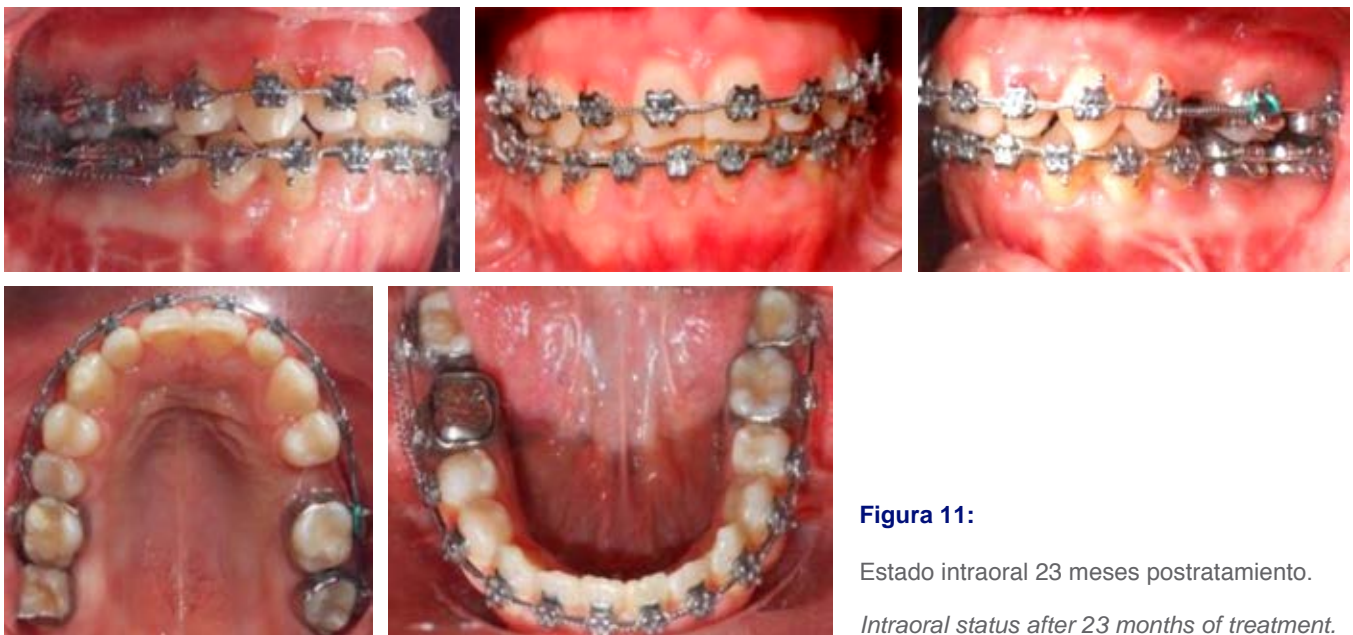 Figura 11:
Estado intraoral 23 meses postratamiento.
Intraoral status after 23 months of treatment.